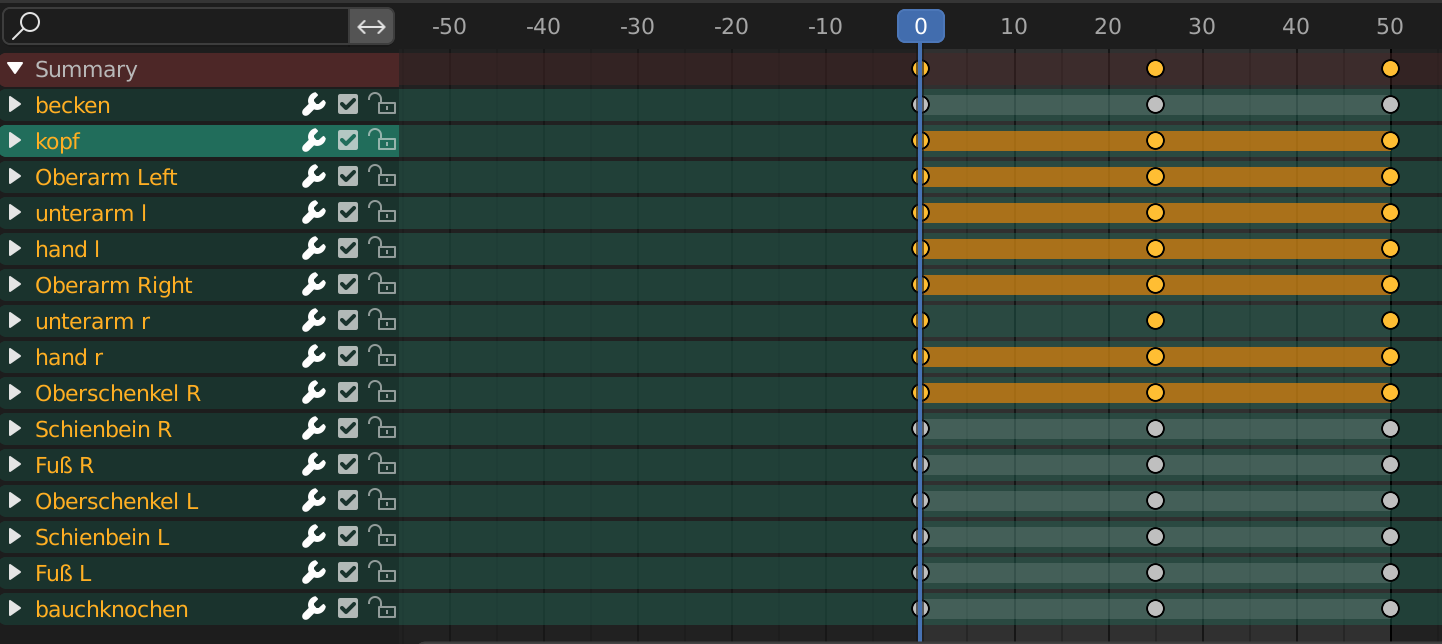 -50 -40 -30 -20 -10 0 10 20 30 40 50
Summary
becken
kopf
Oberarm Left
unterarm l
hand l
Oberarm Right
unterarm r
hand r
Oberschenkel R
Schienbein R
Fuß R
Oberschenkel L
Schienbein L
Fuß L
bauchknochen